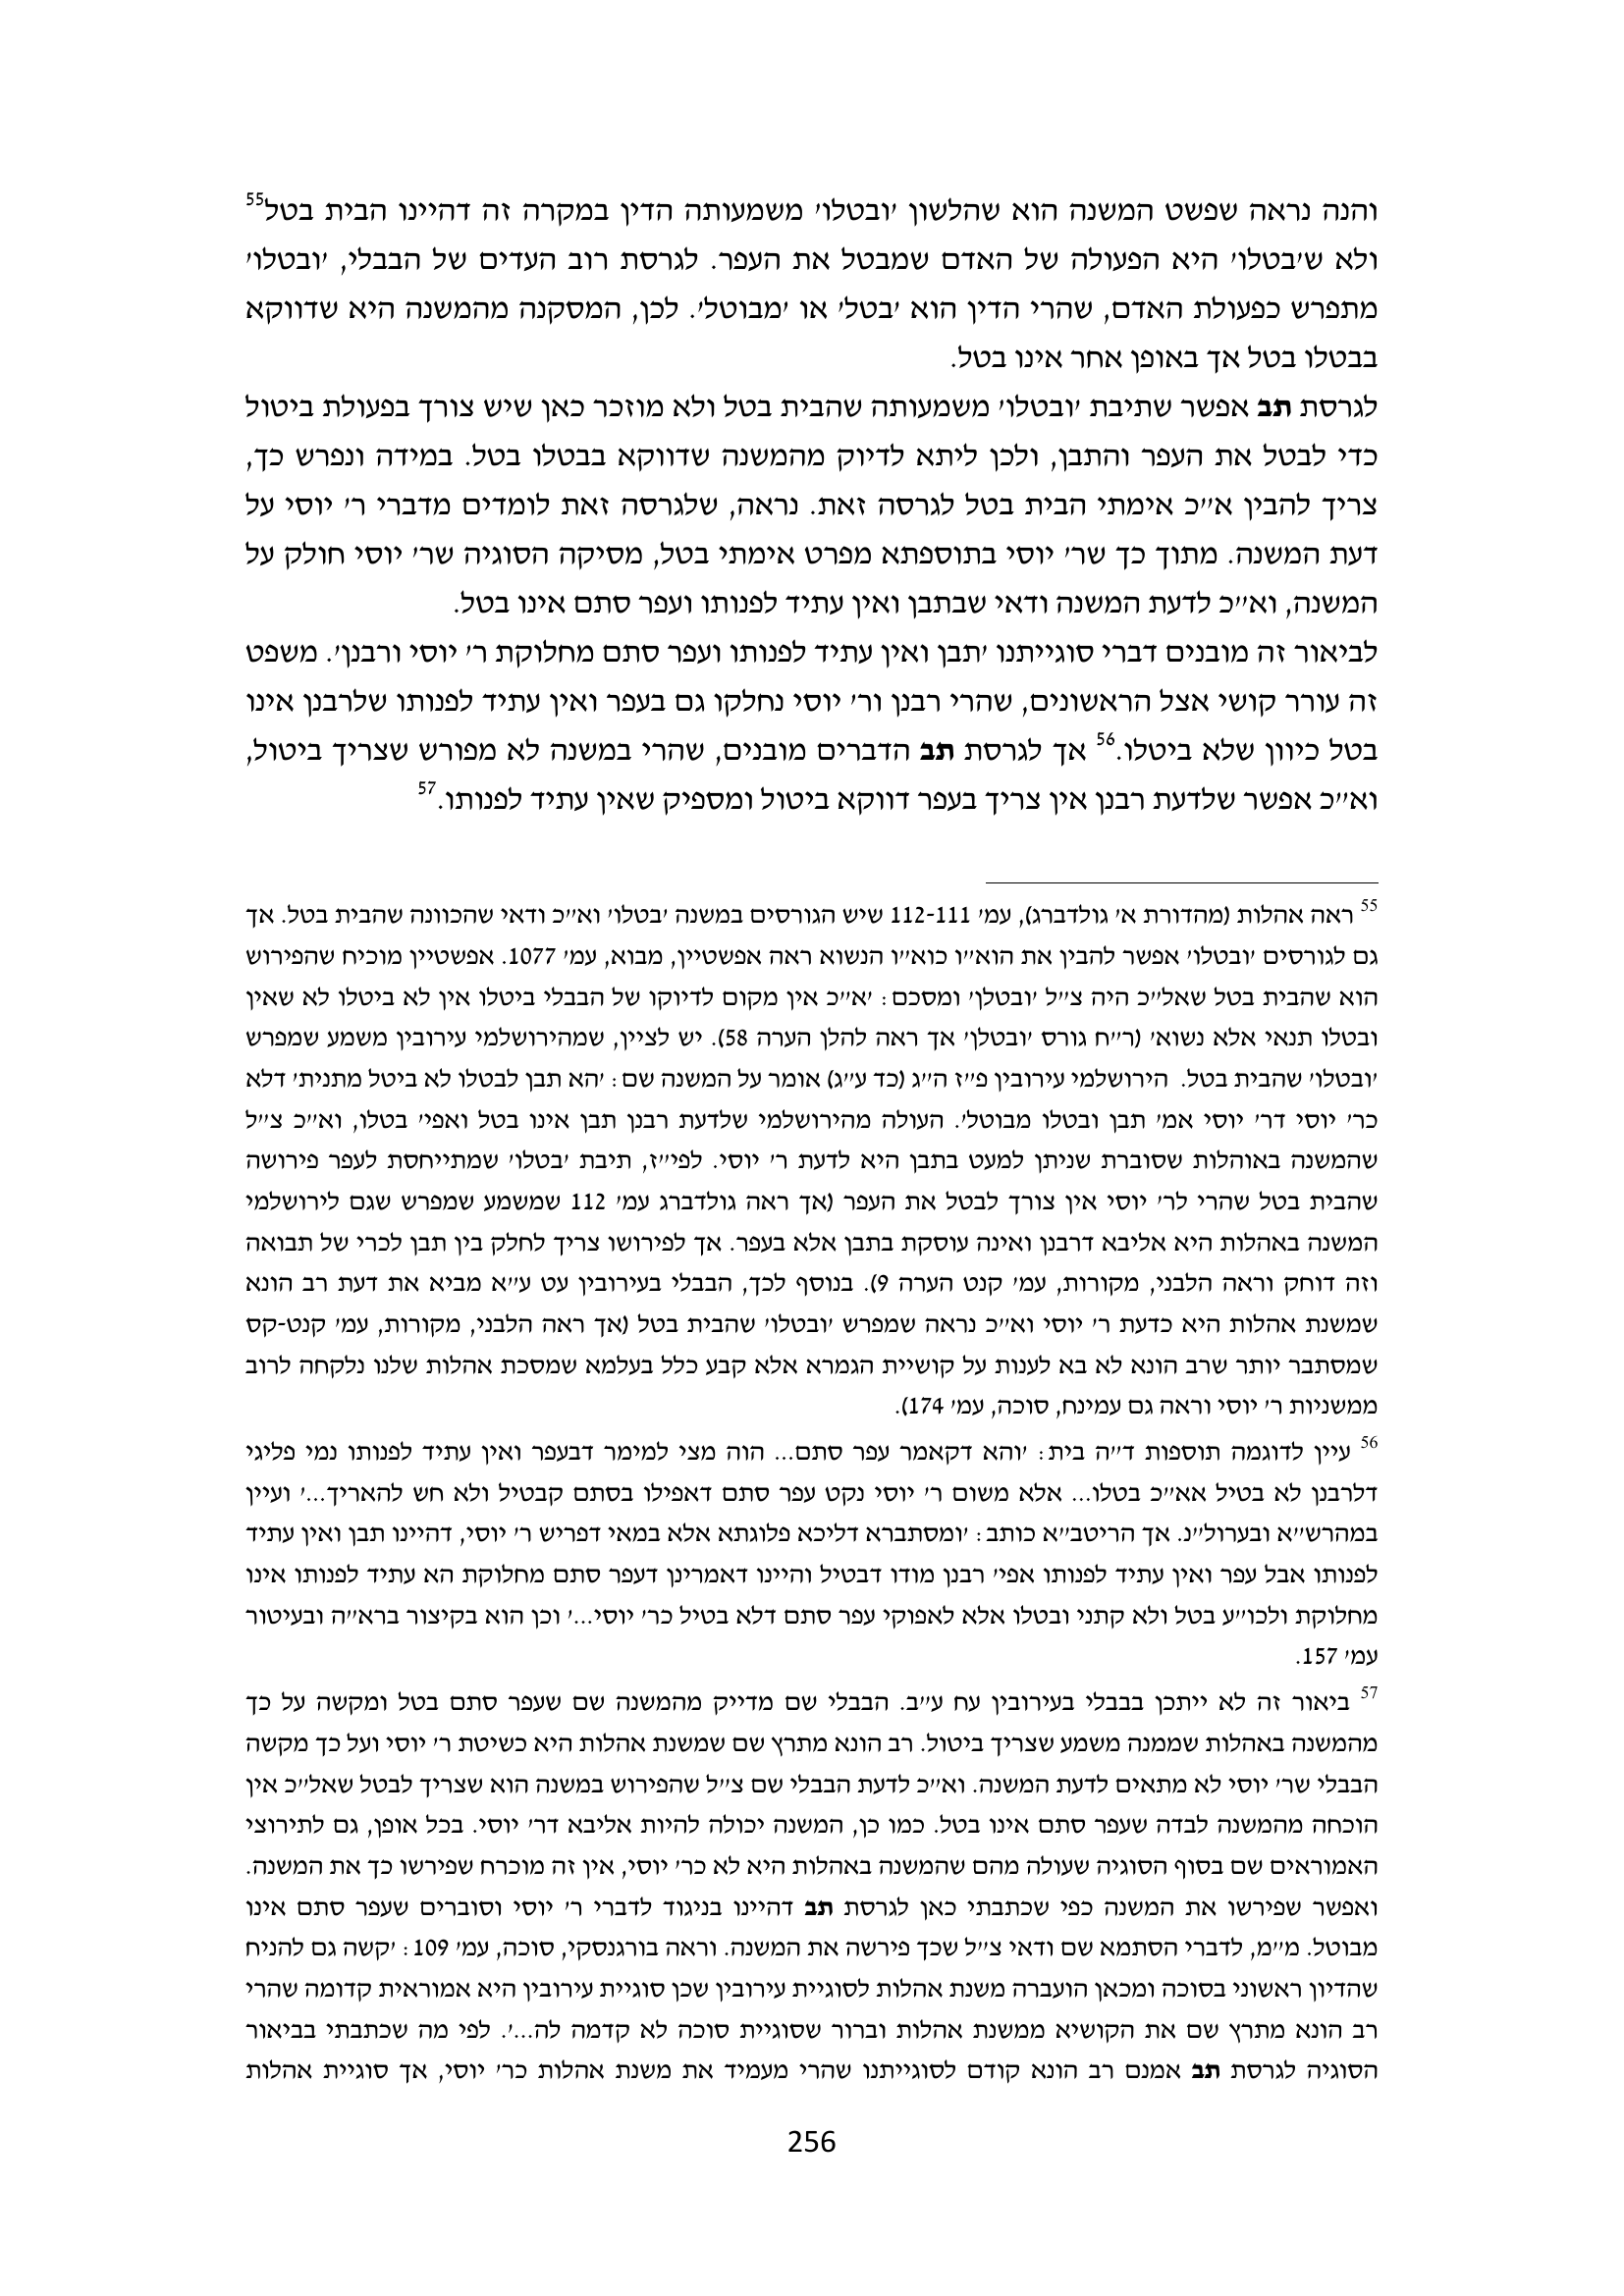 והנה נראה שפשט המשנה הוא שהלשון 'ובטלו' משמעותה הדין במקרה זה דהיינו הבית בטל55
ולא ש'בטלו' היא הפעולה של האדם שמבטל את העפר. לגרסת רוב העדים של הבבלי, 'ובטלו'
מתפרש כפעולת האדם, שהרי הדין הוא 'בטל' או 'מבוטל'. לכן, המסקנה מהמשנה היא שדווקא
בבטלו בטל אך באופן אחר אינו בטל.
לגרסת תב אפשר שתיבת 'ובטלו' משמעותה שהבית בטל ולא מוזכר כאן שיש צורך בפעולת ביטול
כדי לבטל את העפר והתבן, ולכן ליתא לדיוק מהמשנה שדווקא בבטלו בטל. במידה ונפרש כך,
צריך להבין א"כ אימתי הבית בטל לגרסה זאת. נראה, שלגרסה זאת לומדים מדברי ר' יוסי על
דעת המשנה. מתוך כך שר' יוסי בתוספתא מפרט אימתי בטל, מסיקה הסוגיה שר' יוסי חולק על
המשנה, וא"כ לדעת המשנה ודאי שבתבן ואין עתיד לפנותו ועפר סתם אינו בטל.
לביאור זה מובנים דברי סוגייתנו 'תבן ואין עתיד לפנותו ועפר סתם מחלוקת ר' יוסי ורבנן'. משפט
זה עורר קושי אצל הראשונים, שהרי רבנן ור' יוסי נחלקו גם בעפר ואין עתיד לפנותו שלרבנן אינו
בטל כיוון שלא ביטלו.56 אך לגרסת תב הדברים מובנים, שהרי במשנה לא מפורש שצריך ביטול,
וא"כ אפשר שלדעת רבנן אין צריך בעפר דווקא ביטול ומספיק שאין עתיד לפנותו.57
55 ראה אהלות (מהדורת א' גולדברג), עמ' 112-111 שיש הגורסים במשנה 'בטלו' וא"כ ודאי שהכוונה שהבית בטל. אך
גם לגורסים 'ובטלו' אפשר להבין את הוא"ו כוא"ו הנשוא ראה אפשטיין, מבוא, עמ' 1077. אפשטיין מוכיח שהפירוש
הוא שהבית בטל שאל"כ היה צ"ל 'ובטלן' ומסכם: 'א"כ אין מקום לדיוקו של הבבלי ביטלו אין לא ביטלו לא שאין
ובטלו תנאי אלא נשוא' (ר"ח גורס 'ובטלן' אך ראה להלן הערה 58). יש לציין, שמהירושלמי עירובין משמע שמפרש
'ובטלו' שהבית בטל. הירושלמי עירובין פ"ז ה"ג (כד ע"ג) אומר על המשנה שם: 'הא תבן לבטלו לא ביטל מתנית' דלא
כר' יוסי דר' יוסי אמ' תבן ובטלו מבוטל'. העולה מהירושלמי שלדעת רבנן תבן אינו בטל ואפי' בטלו, וא"כ צ"ל
שהמשנה באוהלות שסוברת שניתן למעט בתבן היא לדעת ר' יוסי. לפי"ז, תיבת 'בטלו' שמתייחסת לעפר פירושה
שהבית בטל שהרי לר' יוסי אין צורך לבטל את העפר (אך ראה גולדברג עמ' 112 שמשמע שמפרש שגם לירושלמי
המשנה באהלות היא אליבא דרבנן ואינה עוסקת בתבן אלא בעפר. אך לפירושו צריך לחלק בין תבן לכרי של תבואה
וזה דוחק וראה הלבני, מקורות, עמ' קנט הערה 9). בנוסף לכך, הבבלי בעירובין עט ע"א מביא את דעת רב הונא
שמשנת אהלות היא כדעת ר' יוסי וא"כ נראה שמפרש 'ובטלו' שהבית בטל (אך ראה הלבני, מקורות, עמ' קנט-קס
שמסתבר יותר שרב הונא לא בא לענות על קושיית הגמרא אלא קבע כלל בעלמא שמסכת אהלות שלנו נלקחה לרוב
ממשניות ר' יוסי וראה גם עמינח, סוכה, עמ' 174).
56 עיין לדוגמה תוספות ד"ה בית: 'והא דקאמר עפר סתם... הוה מצי למימר דבעפר ואין עתיד לפנותו נמי פליגי
דלרבנן לא בטיל אא"כ בטלו... אלא משום ר' יוסי נקט עפר סתם דאפילו בסתם קבטיל ולא חש להאריך...' ועיין
במהרש"א ובערול"נ. אך הריטב"א כותב: 'ומסתברא דליכא פלוגתא אלא במאי דפריש ר' יוסי, דהיינו תבן ואין עתיד
לפנותו אבל עפר ואין עתיד לפנותו אפי' רבנן מודו דבטיל והיינו דאמרינן דעפר סתם מחלוקת הא עתיד לפנותו אינו
מחלוקת ולכו"ע בטל ולא קתני ובטלו אלא לאפוקי עפר סתם דלא בטיל כר' יוסי...' וכן הוא בקיצור ברא"ה ובעיטור
עמ' 157.
57 ביאור זה לא ייתכן בבבלי בעירובין עח ע"ב. הבבלי שם מדייק מהמשנה שם שעפר סתם בטל ומקשה על כך
מהמשנה באהלות שממנה משמע שצריך ביטול. רב הונא מתרץ שם שמשנת אהלות היא כשיטת ר' יוסי ועל כך מקשה
הבבלי שר' יוסי לא מתאים לדעת המשנה. וא"כ לדעת הבבלי שם צ"ל שהפירוש במשנה הוא שצריך לבטל שאל"כ אין
הוכחה מהמשנה לבדה שעפר סתם אינו בטל. כמו כן, המשנה יכולה להיות אליבא דר' יוסי. בכל אופן, גם לתירוצי
האמוראים שם בסוף הסוגיה שעולה מהם שהמשנה באהלות היא לא כר' יוסי, אין זה מוכרח שפירשו כך את המשנה.
ואפשר שפירשו את המשנה כפי שכתבתי כאן לגרסת תב דהיינו בניגוד לדברי ר' יוסי וסוברים שעפר סתם אינו
מבוטל. מ"מ, לדברי הסתמא שם ודאי צ"ל שכך פירשה את המשנה. וראה בורגנסקי, סוכה, עמ' 109: 'קשה גם להניח
שהדיון ראשוני בסוכה ומכאן הועברה משנת אהלות לסוגיית עירובין שכן סוגיית עירובין היא אמוראית קדומה שהרי
רב הונא מתרץ שם את הקושיא ממשנת אהלות וברור שסוגיית סוכה לא קדמה לה...'. לפי מה שכתבתי בביאור
הסוגיה לגרסת תב אמנם רב הונא קודם לסוגייתנו שהרי מעמיד את משנת אהלות כר' יוסי, אך סוגיית אהלות
256